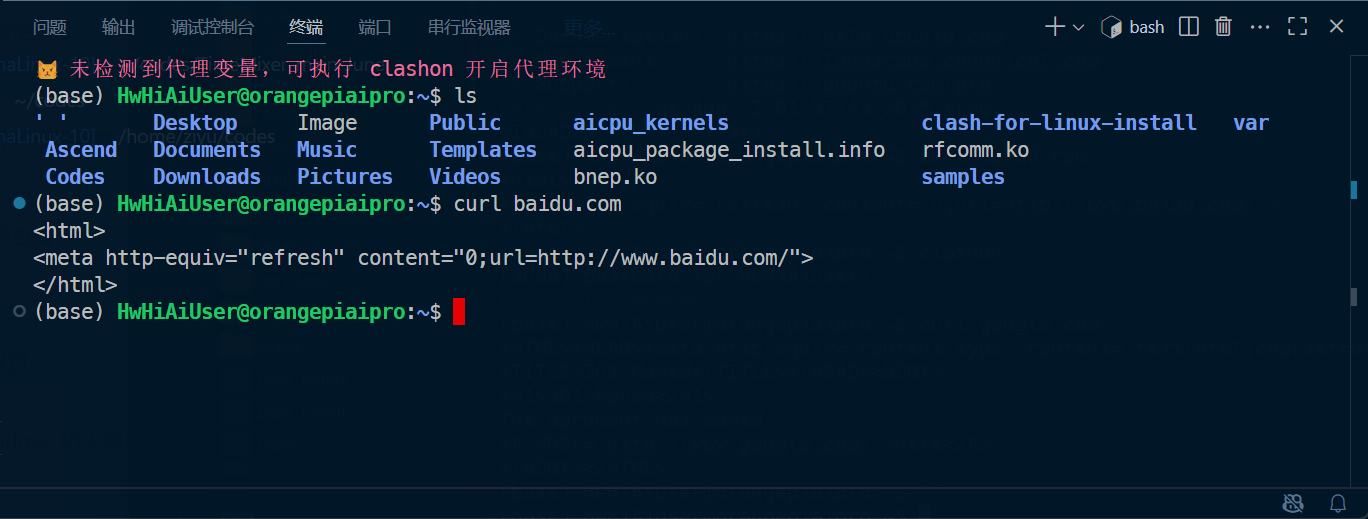 问题 输出 调试控制台 终端 端口 串行监视器 更多... bash
未检测到代理变量，可执行 clashon 开启代理环境
(base) HwHiAiUser@orangepiaipro:~$ ls
' ' Desktop Image Public aicpu_kernels clash-for-linux-install var
Ascend Documents Music Templates aicpu_package_install.info rfcomm.ko
Codes Downloads Pictures Videos bnep.ko samples
(base) HwHiAiUser@orangepiaipro:~$ curl baidu.com
<html>
<meta http-equiv="refresh" content="0;url=http://www.baidu.com/">
</html>
(base) HwHiAiUser@orangepiaipro:~$